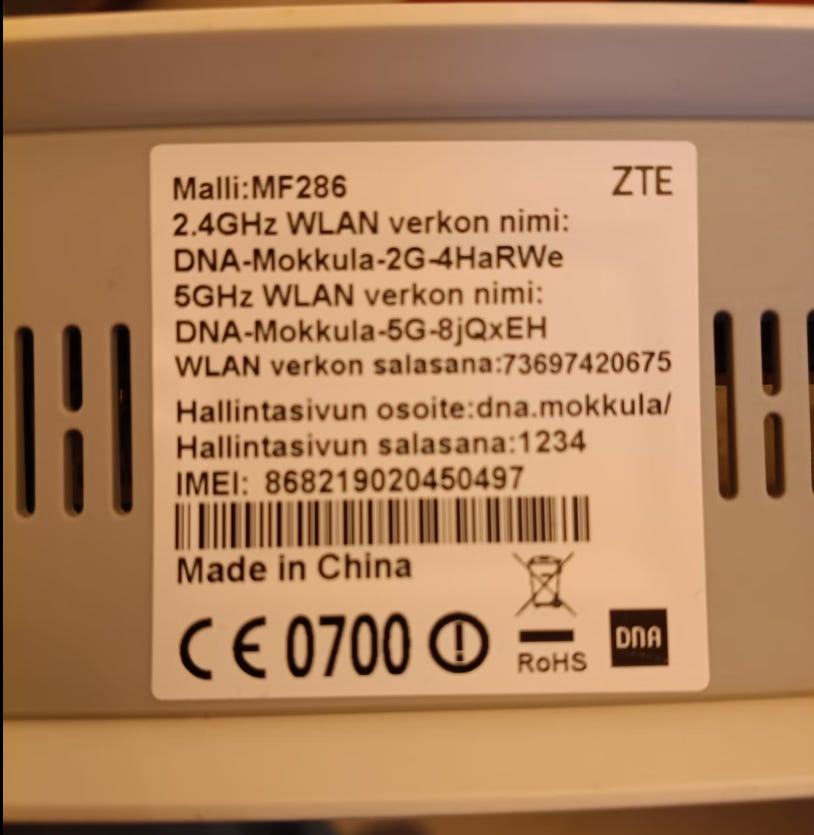 Malli:MF286 ZTE
2.4GHz WLAN verkon nimi:
DNA-Mokkula-2G-4HaRWe
5GHz WLAN verkon nimi:
DNA-Mokkula-5G-8jQxEH
WLAN verkon salasana:73697420675
Hallintasivun osoite:dna.mokkula/
Hallintasivun salasana:1234
IMEI: 868219020450497
Made in China
CE 0700
RoHS
DNA